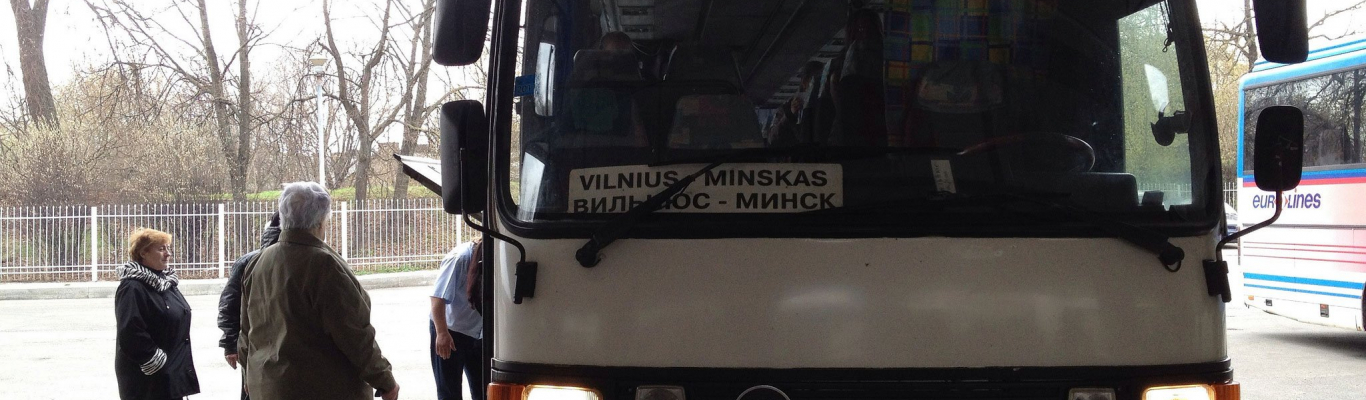 VILNIUS - MINSKAS
ВИЛЬНЮС - МИНСК
eurolines